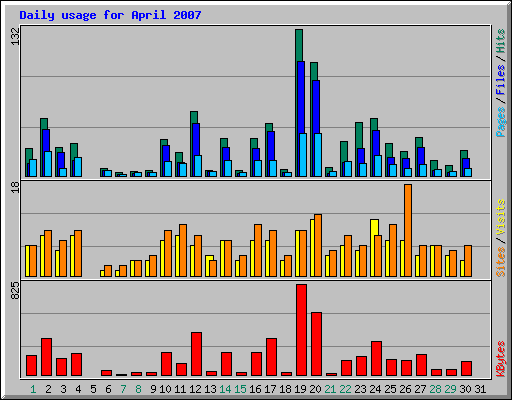 Daily usage for April 2007
132
Pages / Files / Hits
18
Sites / Visits
825
KBytes
1 2 3 4 5 6 7 8 9 10 11 12 13 14 15 16 17 18 19 20 21 22 23 24 25 26 27 28 29 30 31